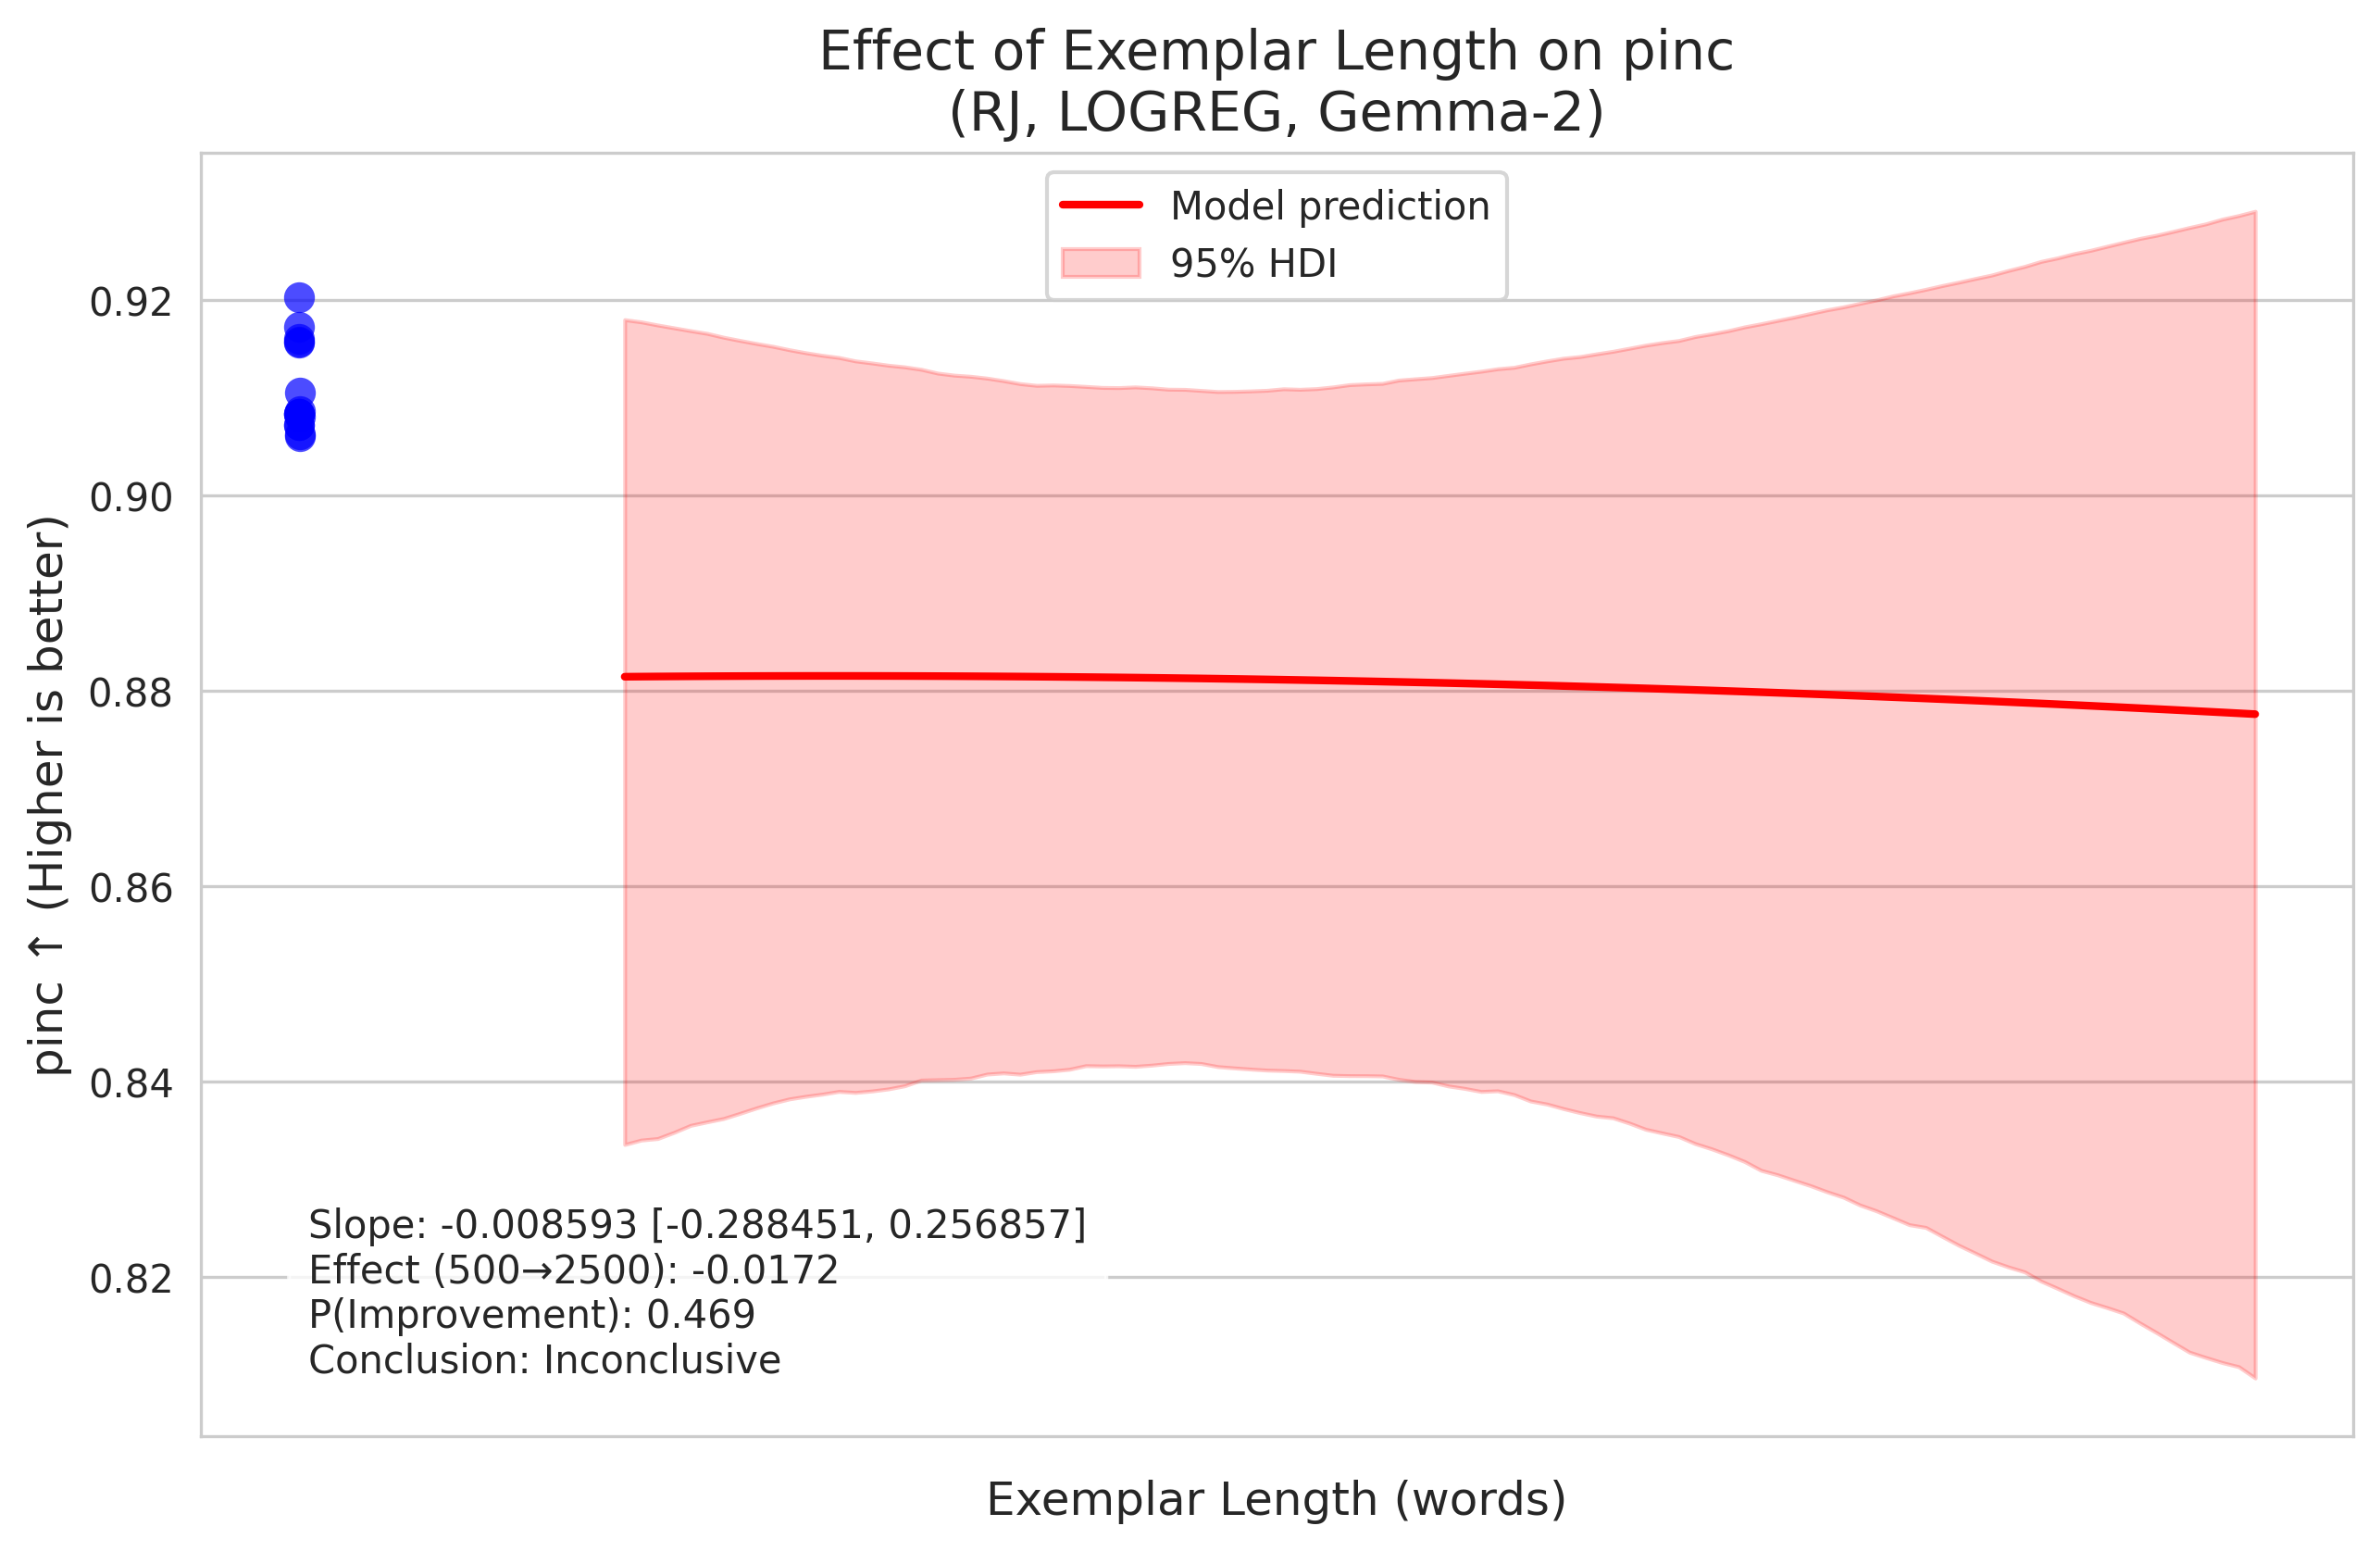 Effect of Exemplar Length on pinc
(RJ, LOGREG, Gemma-2)
Model prediction
95% HDI
pinc ↑ (Higher is better)
0.92
0.90
0.88
0.86
0.84
0.82
Slope: -0.008593 [-0.288451, 0.256857]
Effect (500→2500): -0.0172
P(Improvement): 0.469
Conclusion: Inconclusive
Exemplar Length (words)